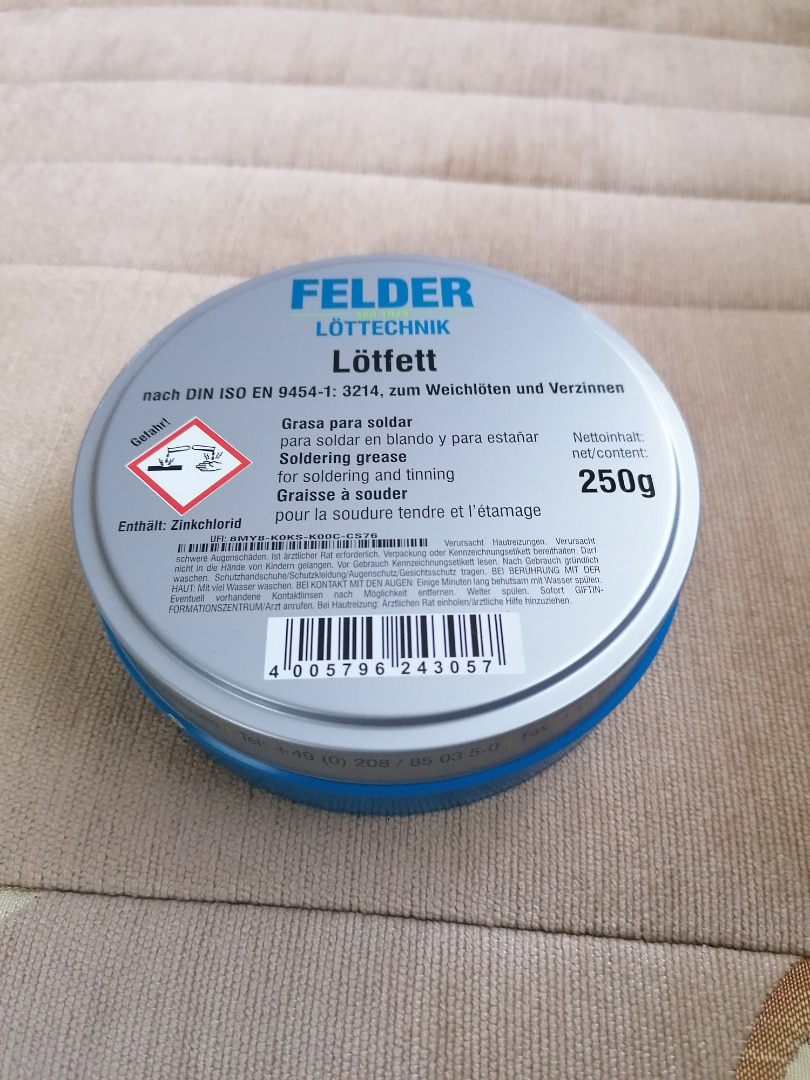 FELDER
seit 1979
LÖTTECHNIK
Lötfett
nach DIN ISO EN 9454-1: 3214, zum Weichlöten und Verzinnen
Gefahr!
Enthält: Zinkchlorid
Grasa para soldar
para soldar en blando y para estañar
Soldering grease
for soldering and tinning
Graisse à souder
pour la soudure tendre et l'étamage
Nettoinhalt:
net/content:
250g
UFI: 8MY8-K0KS-K00C-CS76
Verursacht Hautreizungen. Verursacht
schwere Augenschäden. Ist ärztlicher Rat erforderlich, Verpackung oder Kennzeichnungsetikett bereithalten. Darf
nicht in die Hände von Kindern gelangen. Vor Gebrauch Kennzeichnungsetikett lesen. Nach Gebrauch gründlich
waschen. Schutzhandschuhe/Schutzkleidung/Augenschutz/Gesichtsschutz tragen. BEI BERÜHRUNG MIT DER
HAUT: Mit viel Wasser waschen. BEI KONTAKT MIT DEN AUGEN: Einige Minuten lang behutsam mit Wasser spülen.
Eventuell vorhandene Kontaktlinsen nach Möglichkeit entfernen. Weiter spülen. Sofort GIFTIN-
FORMATIONSZENTRUM/Arzt anrufen. Bei Hautreizung: Ärztlichen Rat einholen/ärztliche Hilfe hinzuziehen.
4 005796 243057
Tel: +49 (0) 208 / 85 03 5-0 | fax: